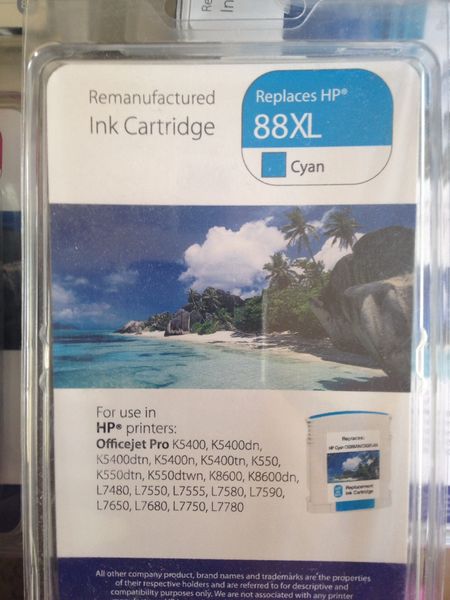 Remanufactured
Ink Cartridge
Replaces HP®
88XL
Cyan
For use in
HP® printers:
Officejet Pro K5400, K5400dn,
K5400dtn, K5400n, K5400tn, K550,
K550dtn, K550dtwn, K8600, K8600dn,
L7480, L7550, L7555, L7580, L7590,
L7650, L7680, L7750, L7780
Replaces:
Replacement
Ink Cartridge
All other company product, brand names and trademarks are the properties
of their respective holders and are referred to for descriptive and
compatibility purposes only. We are not associated with any printer